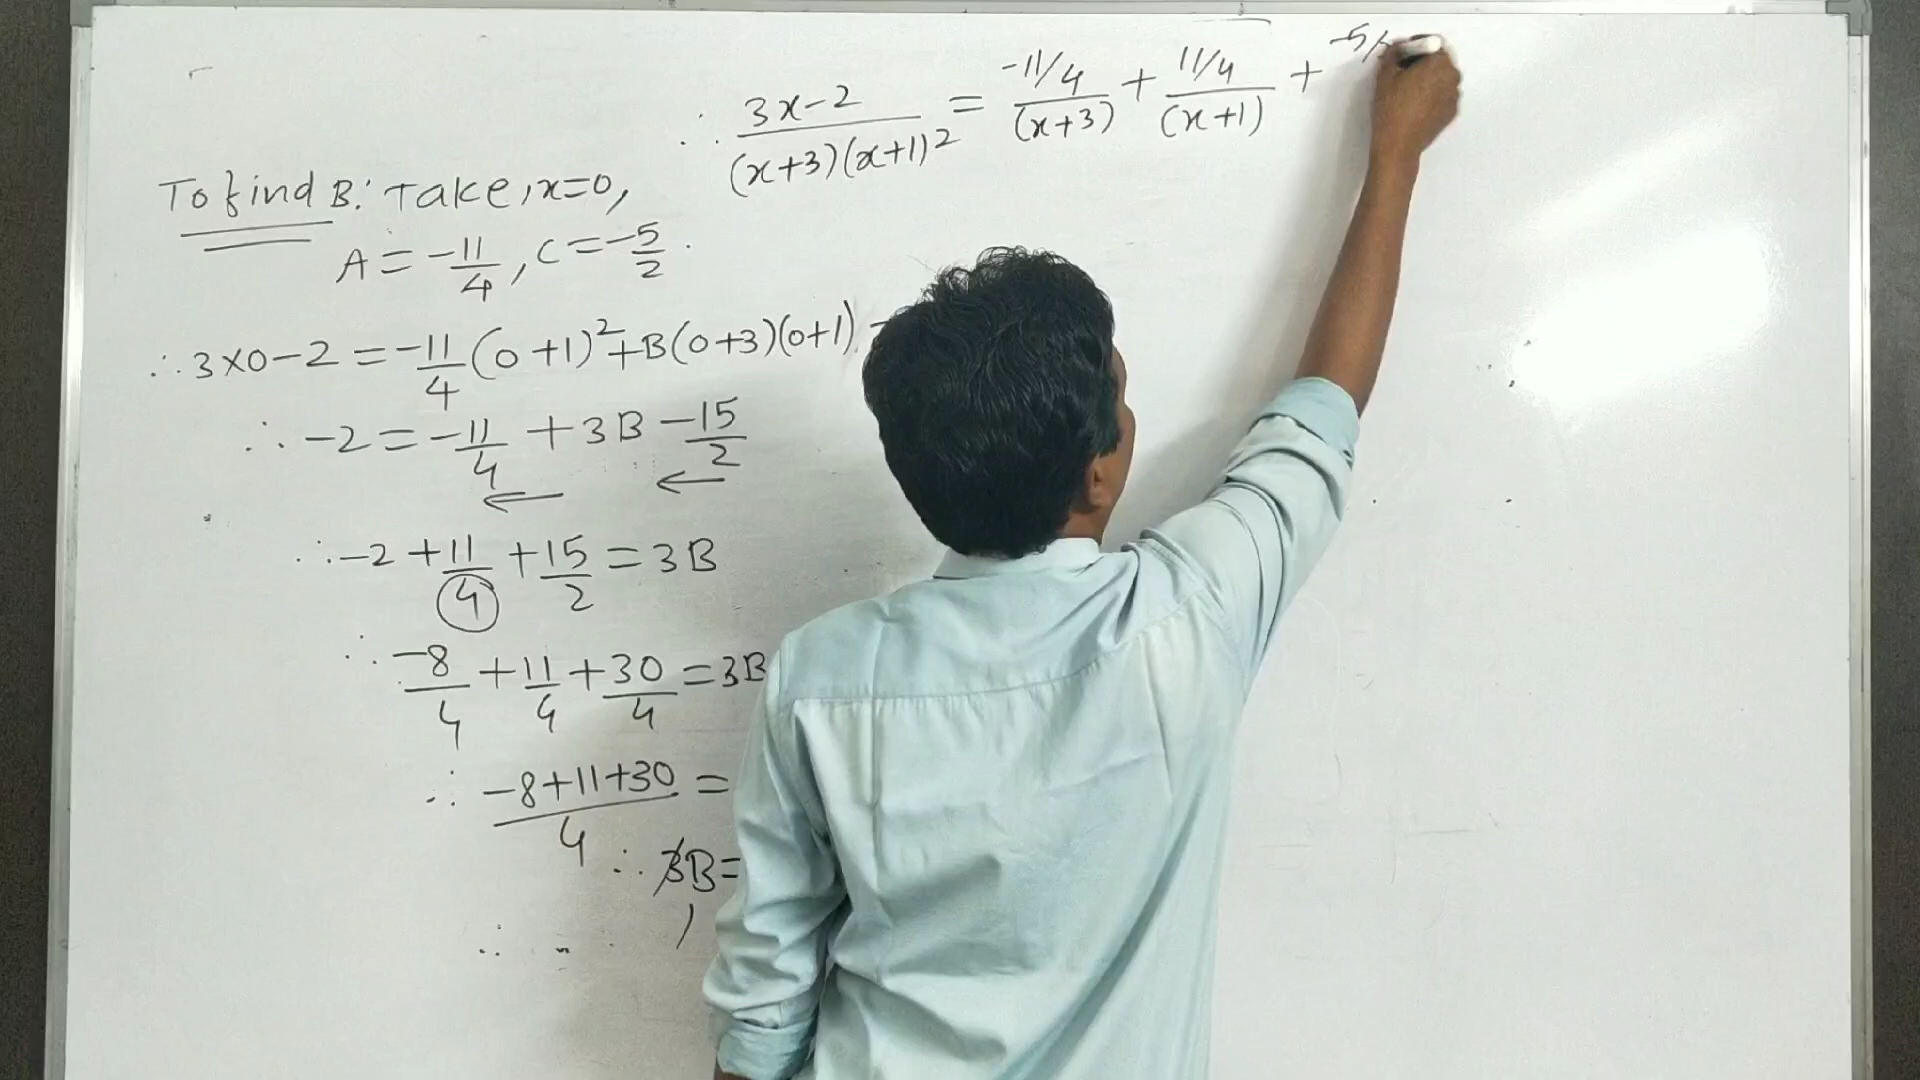 ∴ 3x-2/(x+3)(x+1)² = -11/4/(x+3) + 11/4/(x+1) + -5/
To find B: Take, x=0,
A = -11/4, C = -5/2.
∴ 3×0-2 = -11/4 (0+1)² + B(0+3)(0+1)
∴ -2 = -11/4 + 3B - 15/2
∴ -2 + 11/4 + 15/2 = 3B
∴ -8/4 + 11/4 + 30/4 = 3B
∴ -8+11+30/4 =
∴ 3B=
∴